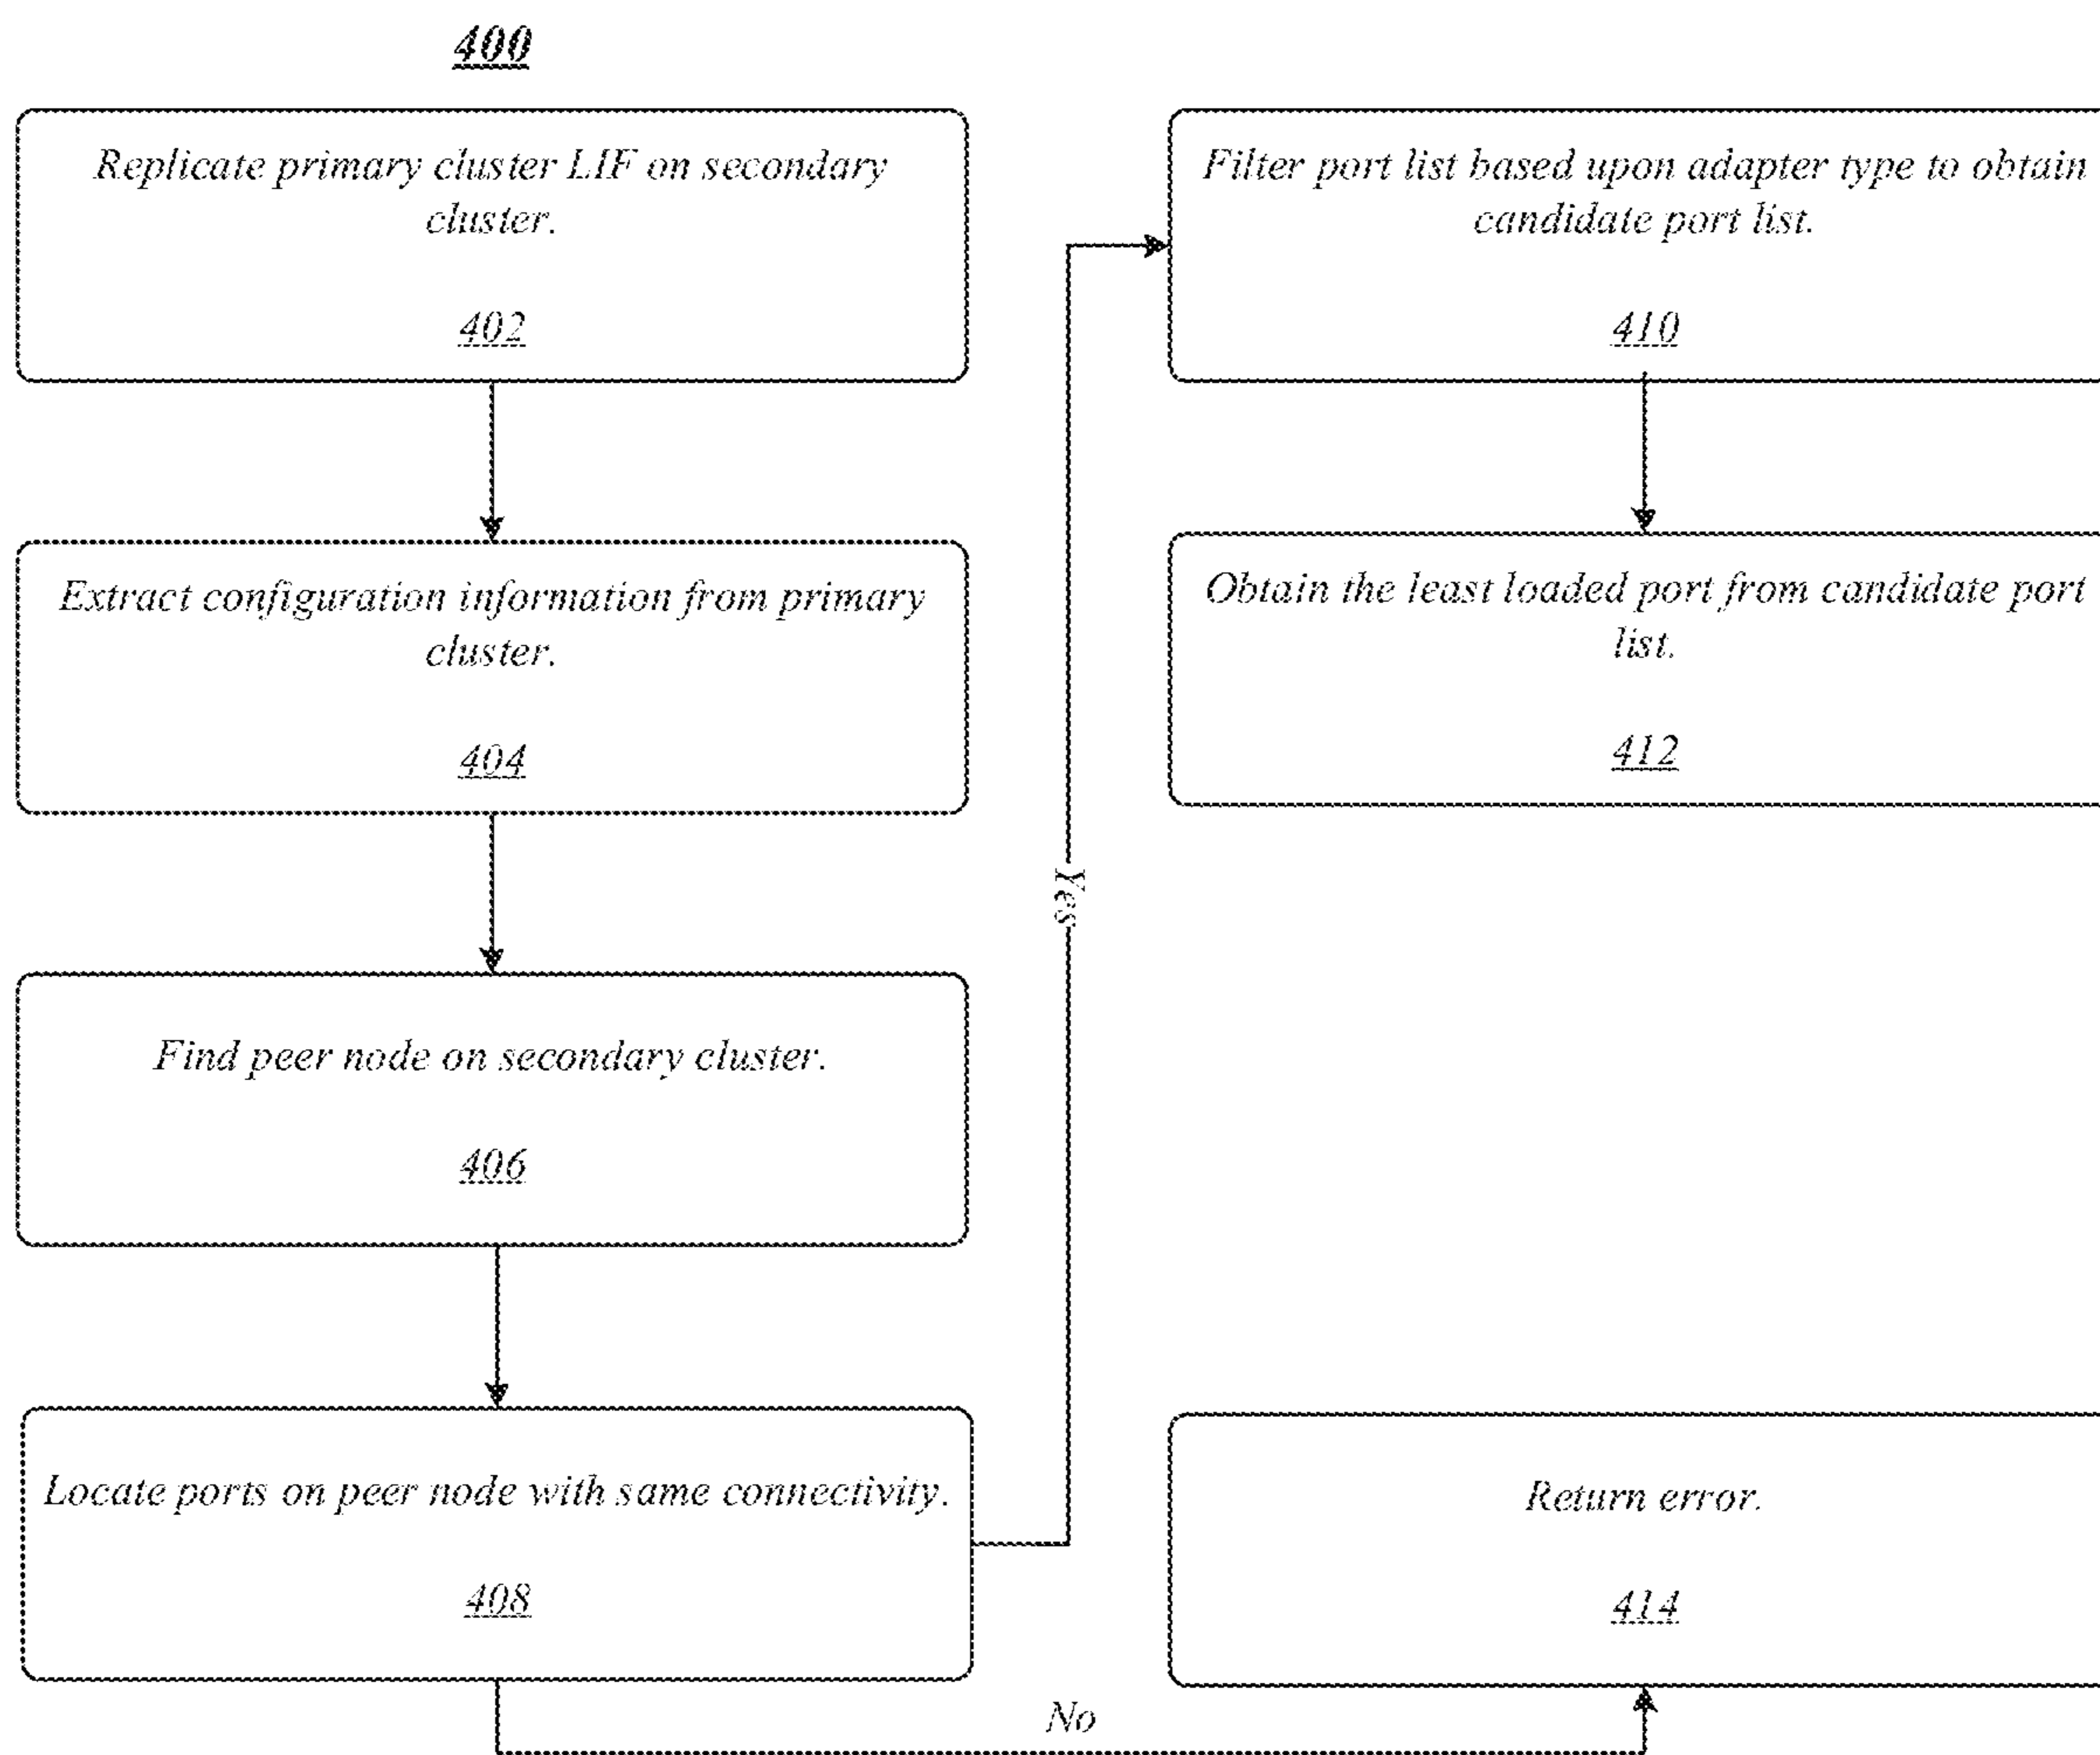 400
Replicate primary cluster LIF on secondary
cluster.
402
Extract configuration information from primary
cluster.
404
Find peer node on secondary cluster.
406
Locate ports on peer node with same connectivity.
408
Yes
No
Filter port list based upon adapter type to obtain
candidate port list.
410
Obtain the least loaded port from candidate port
list.
412
Return error.
414